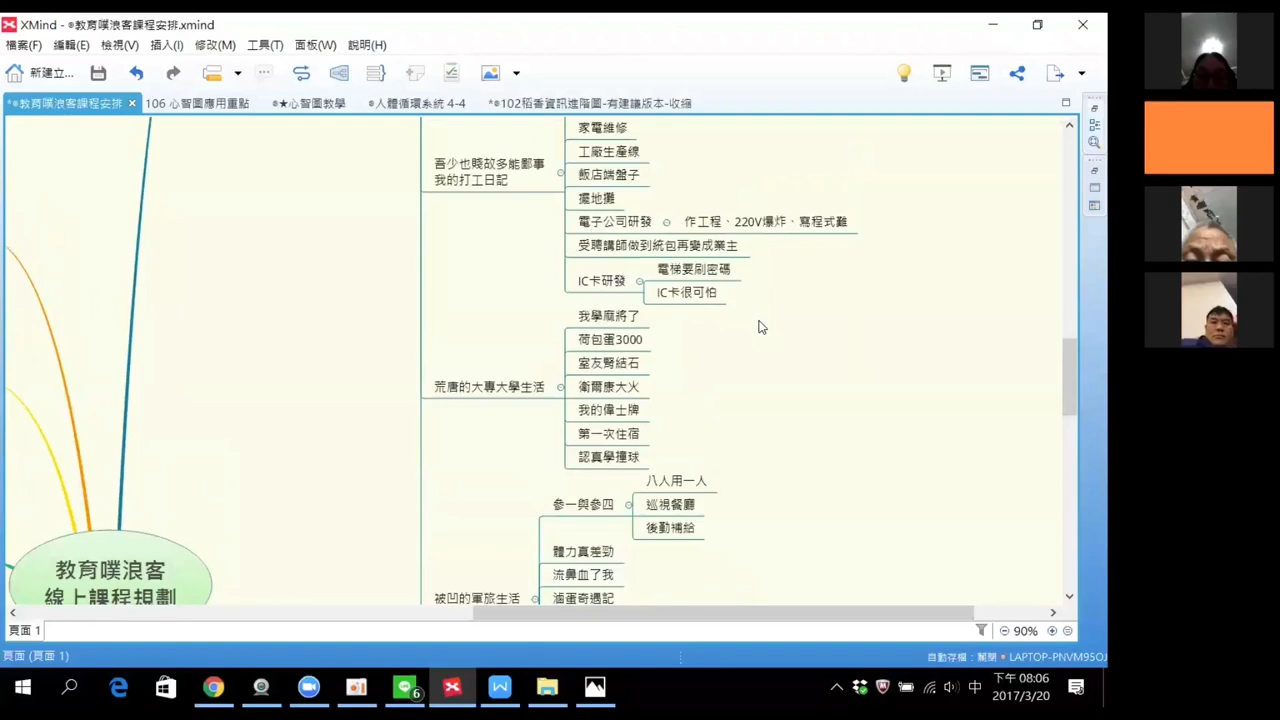 XMind - ®教育噗浪客課程安排.xmind
檔案(F) 編輯(E) 檢視(V) 插入(I) 修改(M) 工具(T) 面板(W) 說明(H)
新建立...
*®教育噗浪客課程安排 106 心智圖應用重點 ®★心智圖教學 ®人體循環系統 4-4 *®102稻香資訊進階圖-有建議版本-收縮
家電維修
工廠生產線
飯店端盤子
擺地攤
吾少也賤故多能鄙事
我的打工日記
電子公司研發
作工程、220V爆炸、寫程式難
受聘講師做到統包再變成業主
IC卡研發
電梯要刷密碼
IC卡很可怕
我學麻將了
荷包蛋3000
室友腎結石
荒唐的大專大學生活
衛爾康大火
我的偉士牌
第一次住宿
認真學撞球
參一與參四
八人用一人
巡視餐廳
後勤補給
體力真差勁
流鼻血了我
被凹的軍旅生活
滷蛋奇遇記
教育噗浪客
線上課程規劃
頁面 1
90%
頁面 (頁面 1)
自動存檔：關閉 LAPTOP-PNVM95OJ
6
中
下午 08:06
2017/3/20